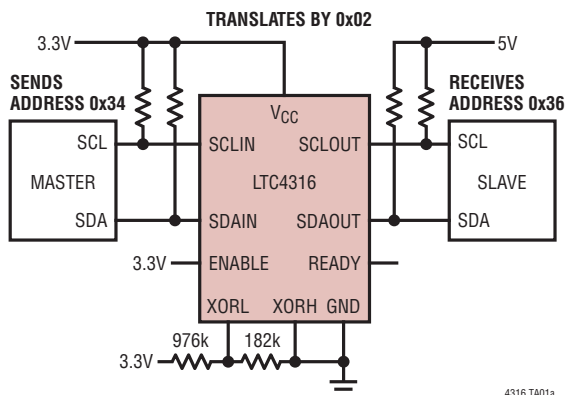 TRANSLATES BY 0x02
3.3V
5V
SENDS
ADDRESS 0x34
RECEIVES
ADDRESS 0x36
VCC
SCL
SCLIN
SCLOUT
SCL
MASTER
LTC4316
SLAVE
SDA
SDAIN
SDAOUT
SDA
3.3V
ENABLE
READY
XORL
XORH
GND
976k
182k
3.3V
4316 TA01a